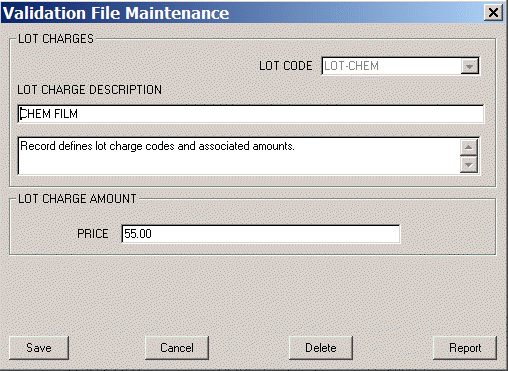 Validation File Maintenance
LOT CHARGES
LOT CODE LOT-CHEM
LOT CHARGE DESCRIPTION
CHEM FILM
Record defines lot charge codes and associated amounts.
LOT CHARGE AMOUNT
PRICE 55.00
Save Cancel Delete Report